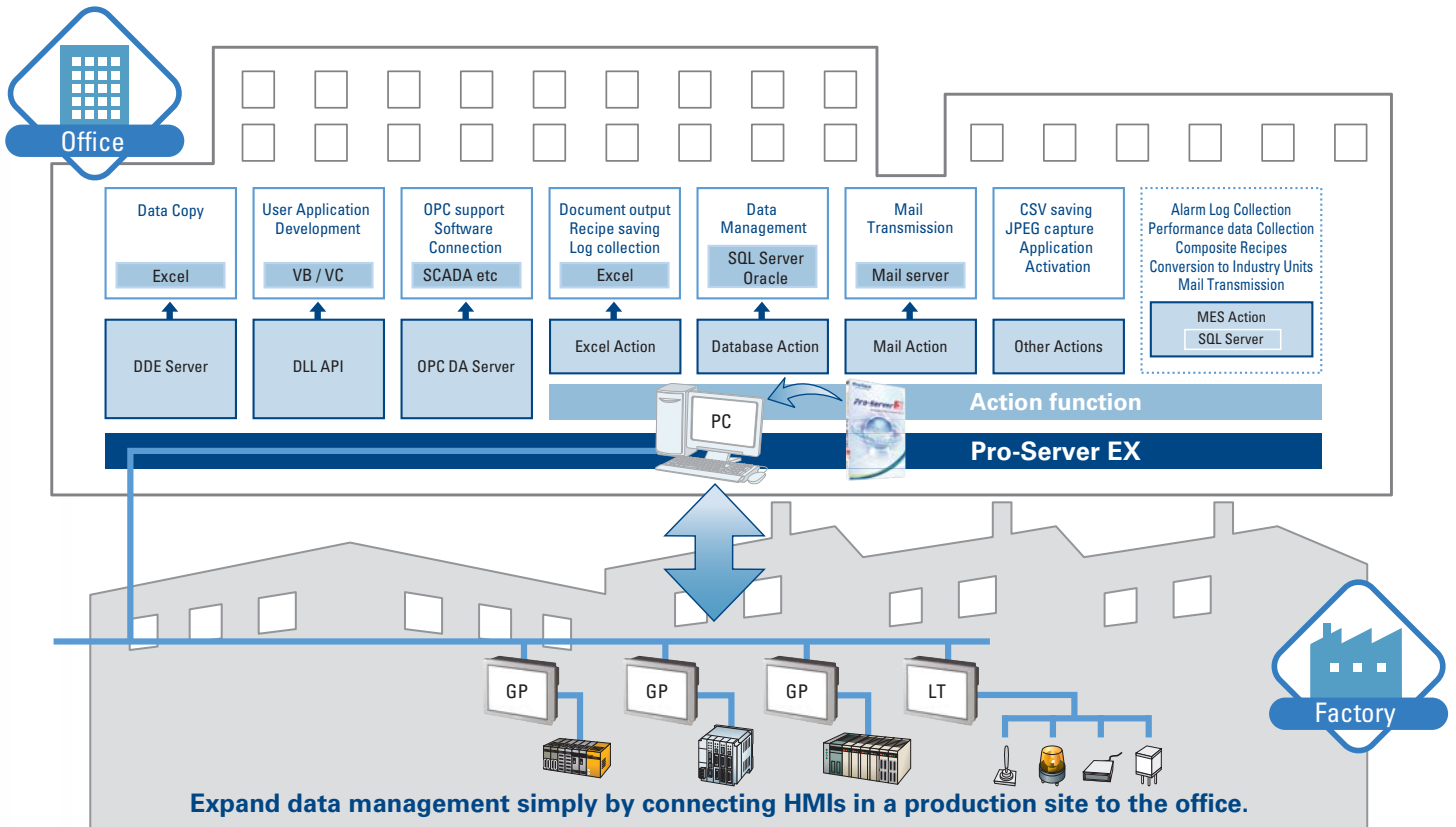 Office
Data Copy
Excel
DDE Server
User Application
Development
VB / VC
DLL API
OPC support
Software
Connection
SCADA etc
OPC DA Server
Document output
Recipe saving
Log collection
Excel
Excel Action
Data
Management
SQL Server
Oracle
Database Action
Mail
Transmission
Mail server
Mail Action
CSV saving
JPEG capture
Application
Activation
Other Actions
Alarm Log Collection
Performance data Collection
Composite Recipes
Conversion to Industry Units
Mail Transmission
MES Action
SQL Server
PC
Pro-Server
Action function
Pro-Server EX
GP
GP
GP
LT
Factory
Expand data management simply by connecting HMIs in a production site to the office.